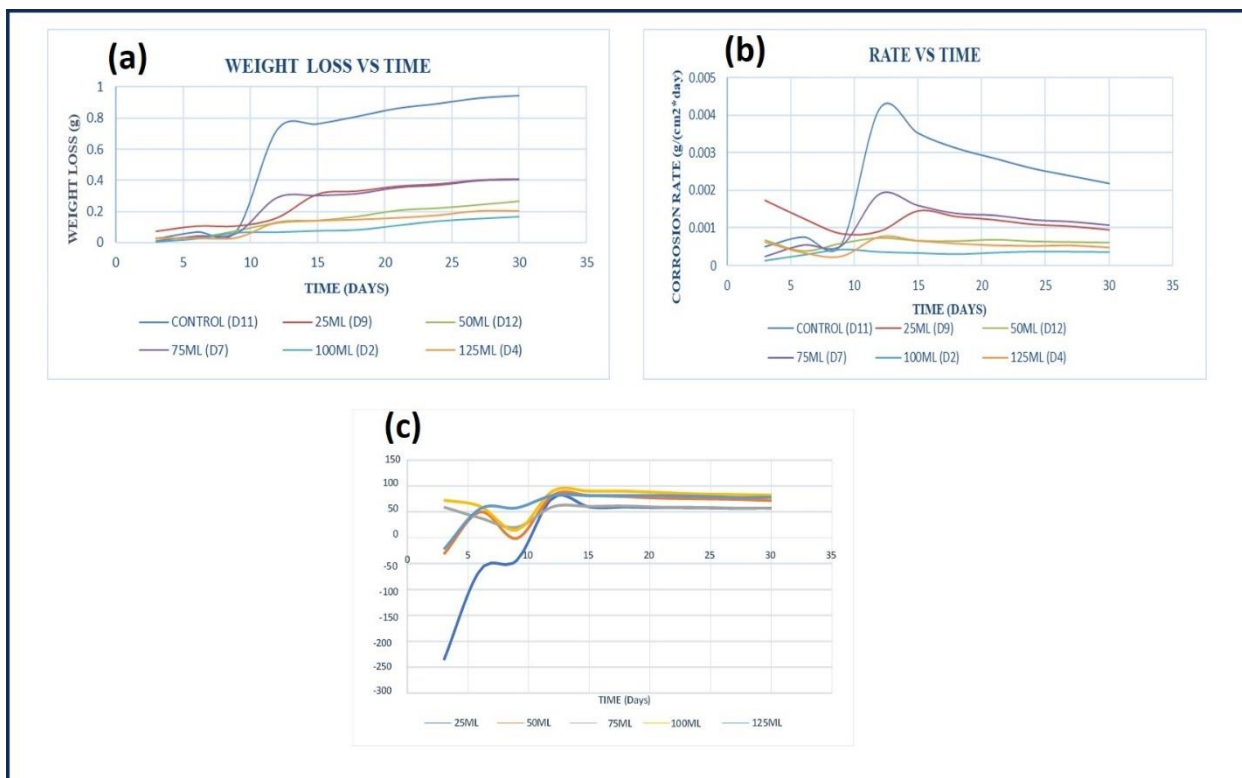 (a)
WEIGHT LOSS VS TIME
WEIGHT LOSS (g)
1
0.8
0.6
0.4
0.2
0
0 5 10 15 20 25 30 35
TIME (DAYS)
CONTROL (D11) 25ML (D9) 50ML (D12)
75ML (D7) 100ML (D2) 125ML (D4)
(b)
RATE VS TIME
CORROSION RATE (g/(cm2*day)
0.005
0.004
0.003
0.002
0.001
0
0 5 10 15 20 25 30 35
TIME (DAYS)
CONTROL (D11) 25ML (D9) 50ML (D12)
75ML (D7) 100ML (D2) 125ML (D4)
(c)
150
100
50
0
-50
-100
-150
-200
-250
-300
0 5 10 15 20 25 30 35
TIME (Days)
25ML 50ML 75ML 100ML 125ML